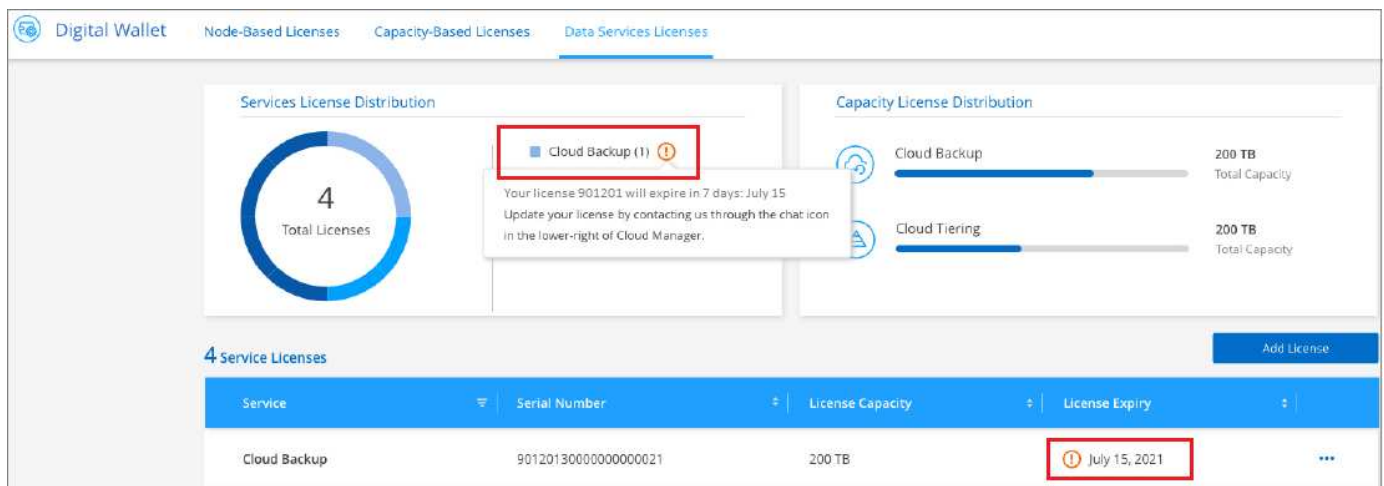 Digital Wallet
Node-Based Licenses
Capacity-Based Licenses
Data Services Licenses
Services License Distribution
4
Total Licenses
Cloud Backup (1)
Your license 901201 will expire in 7 days: July 15
Update your license by contacting us through the chat icon
in the lower-right of Cloud Manager.
Capacity License Distribution
Cloud Backup
200 TB
Total Capacity
Cloud Tiering
200 TB
Total Capacity
4 Service Licenses
Add License
Service
Serial Number
License Capacity
License Expiry
Cloud Backup
90120130000000000021
200 TB
July 15, 2021